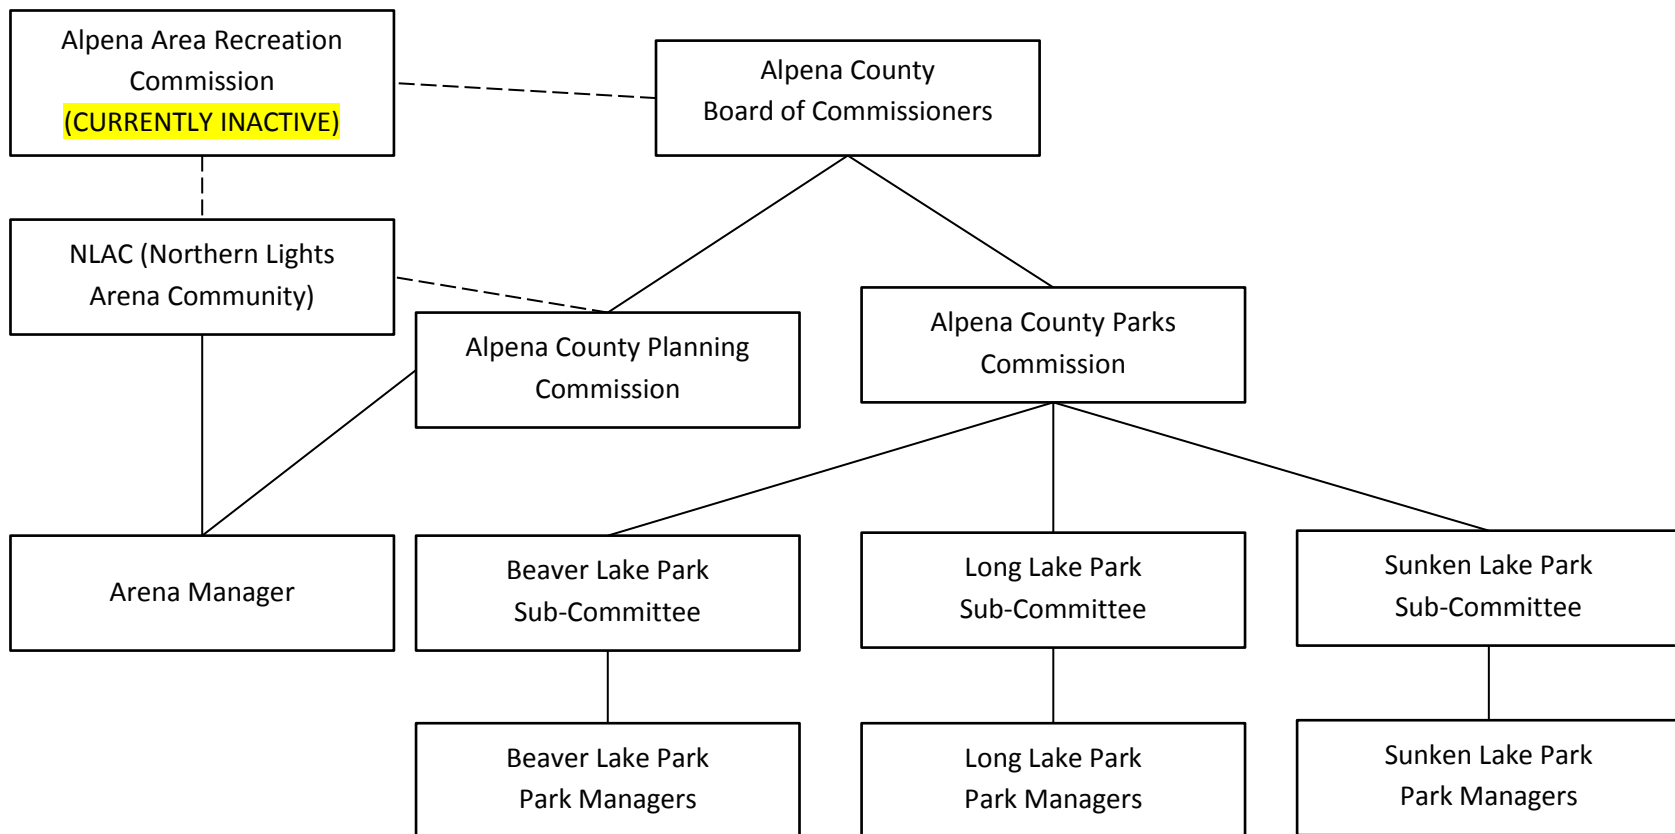 Alpena Area Recreation
Commission
(CURRENTLY INACTIVE)
Alpena County
Board of Commissioners
NLAC (Northern Lights
Arena Community)
Alpena County Planning
Commission
Alpena County Parks
Commission
Arena Manager
Beaver Lake Park
Sub-Committee
Long Lake Park
Sub-Committee
Sunken Lake Park
Sub-Committee
Beaver Lake Park
Park Managers
Long Lake Park
Park Managers
Sunken Lake Park
Park Managers